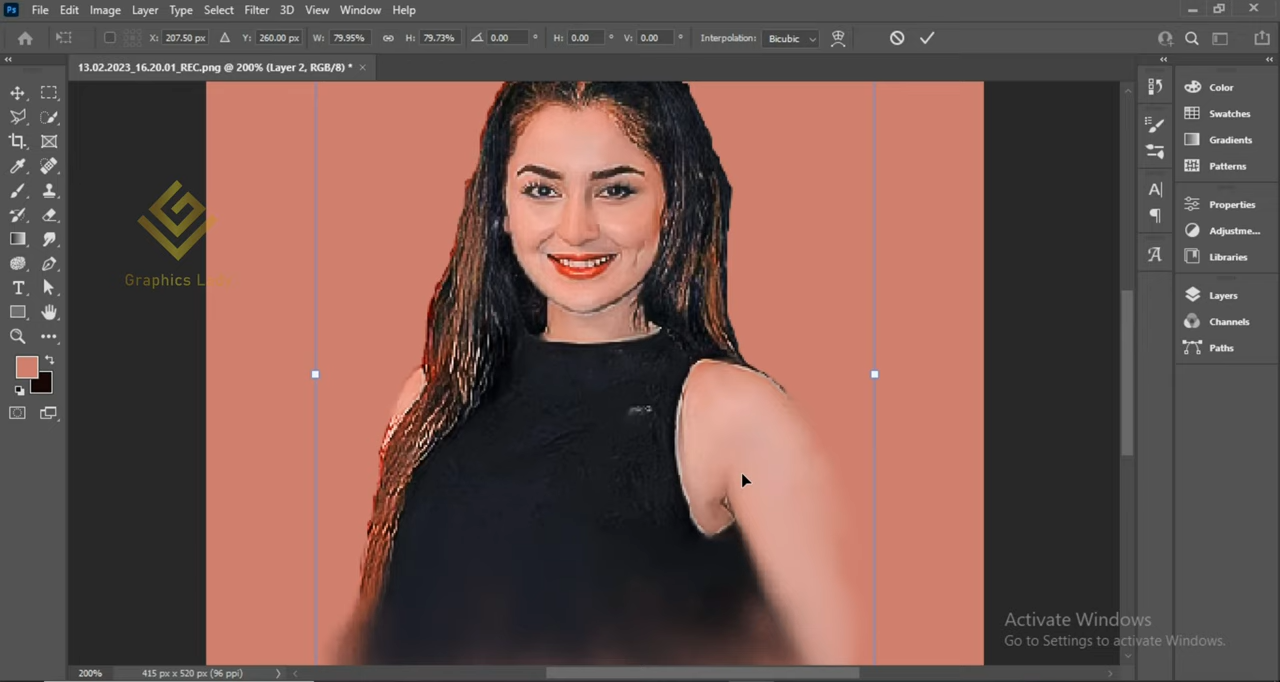 Ps File Edit Image Layer Type Select Filter 3D View Window Help
X: 207.50 px Y: 260.00 px W: 79.95% H: 79.73% 0.00 ° H: 0.00 ° V: 0.00 ° Interpolation: Bicubic
13.02.2023_16.20.01_REC.png @ 200% (Layer 2, RGB/8) * ×
Color
Swatches
Gradients
Patterns
Properties
Adjustme...
Libraries
Layers
Channels
Paths
Graphics
Activate Windows
Go to Settings to activate Windows.
200% 415 px x 520 px (96 ppi)